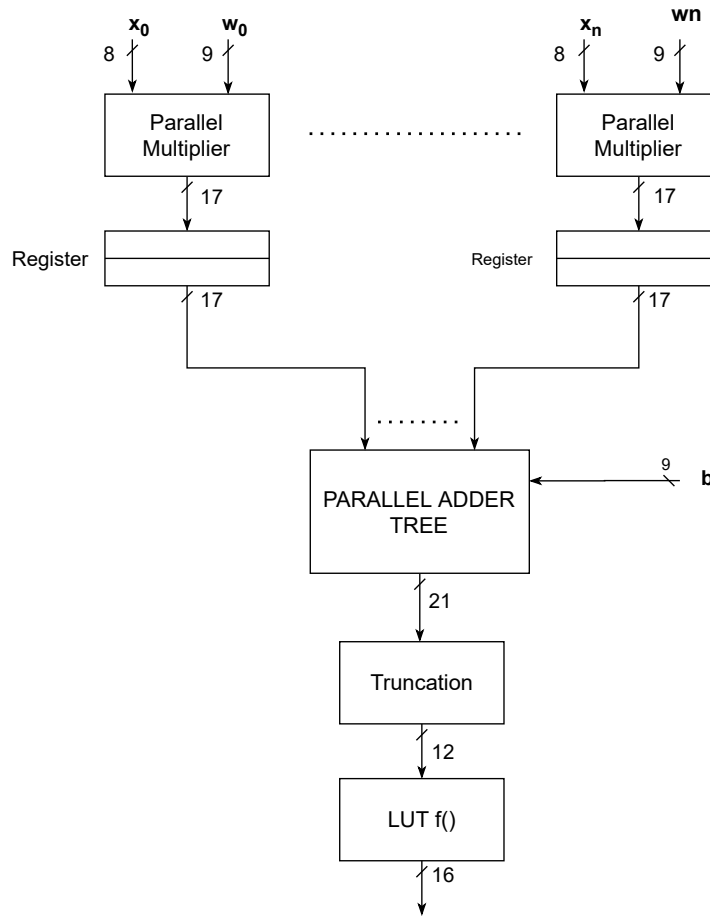 x0 w0 xn wn
8 9 8 9
Parallel
Multiplier
Parallel
Multiplier
17 17
Register Register
17 17
9
b
PARALLEL ADDER
TREE
21
Truncation
12
LUT f()
16